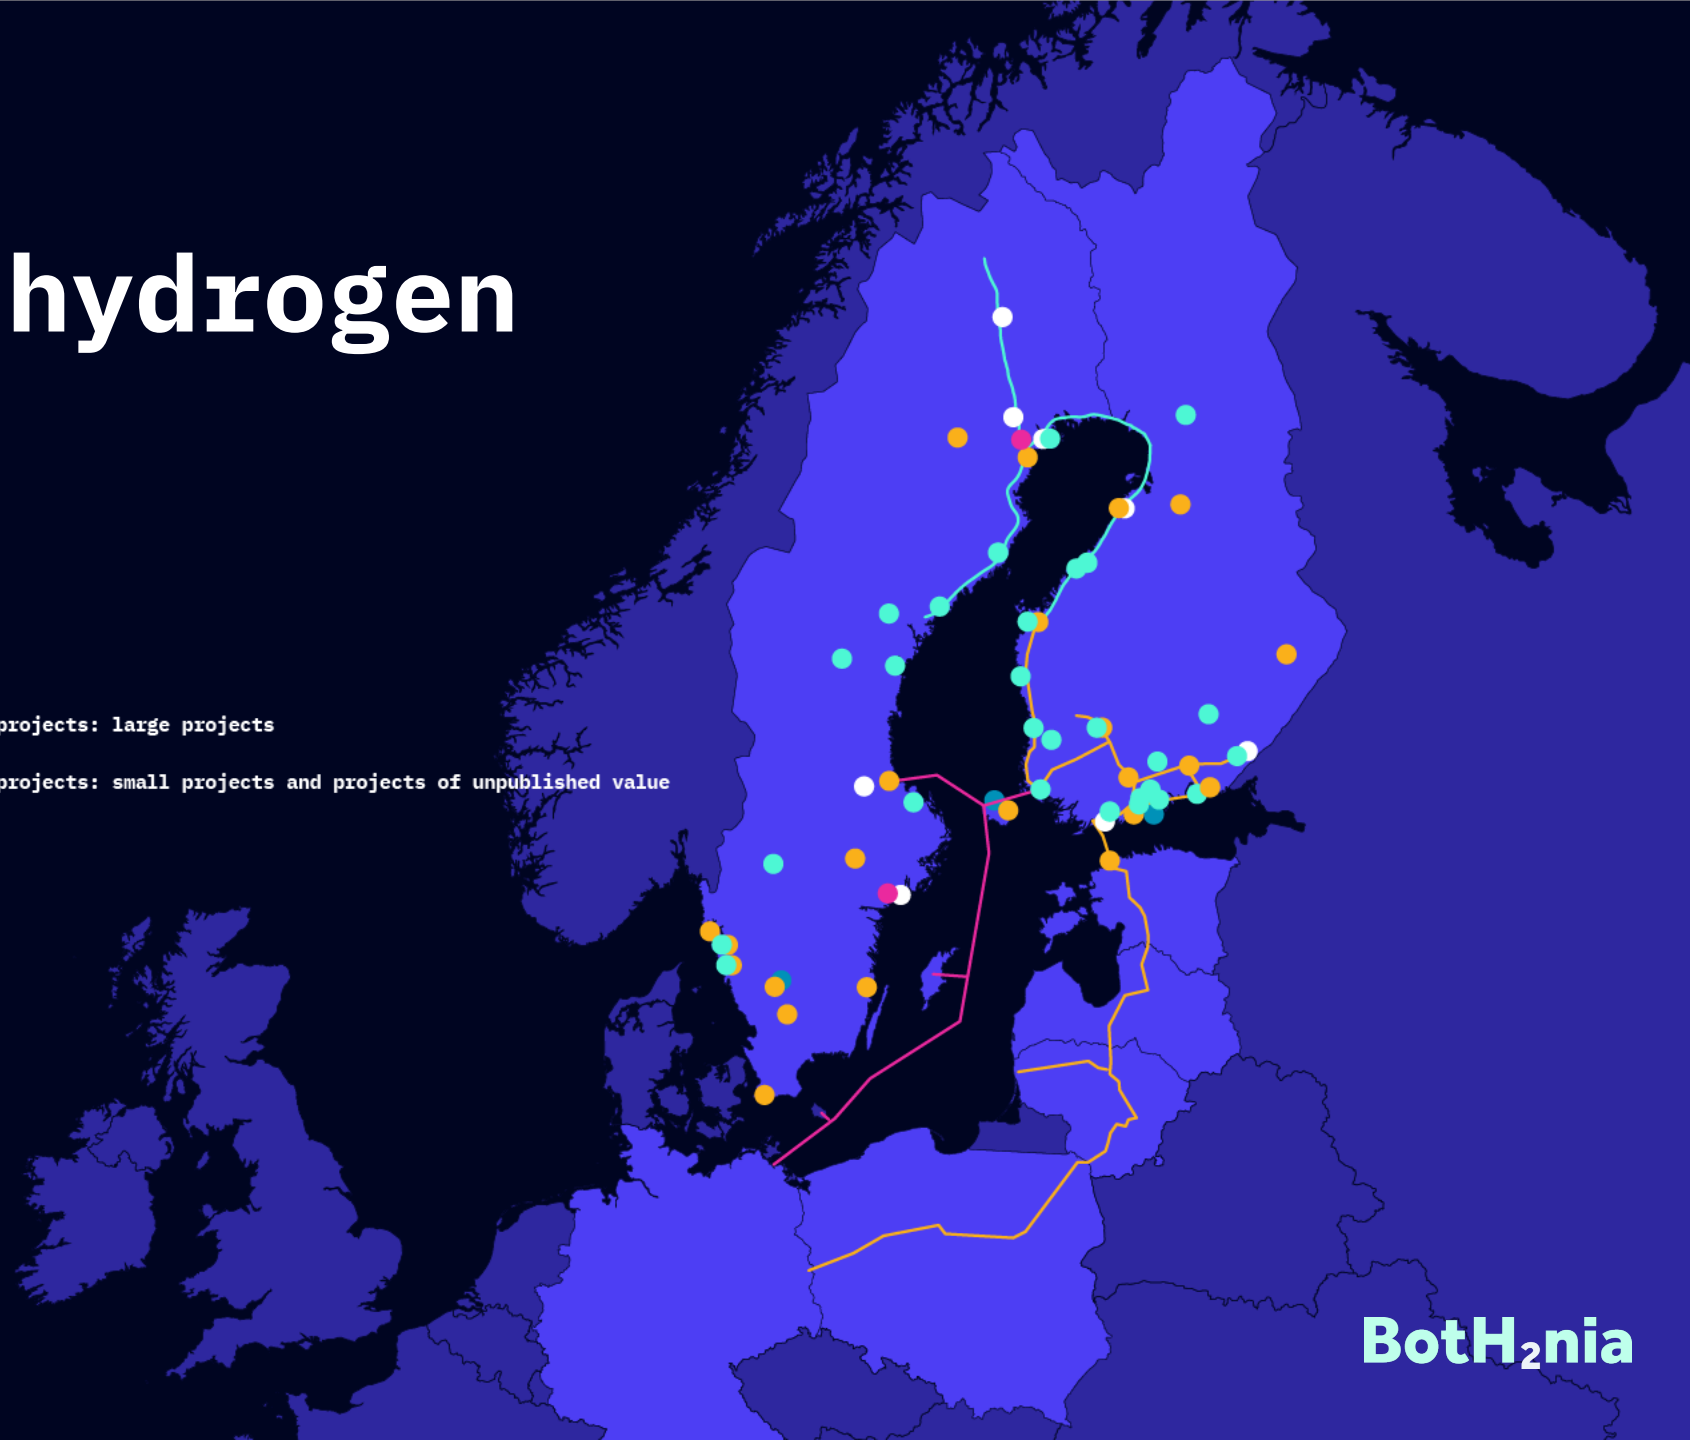 hydrogen
projects: large projects
projects: small projects and projects of unpublished value
BotH₂nia